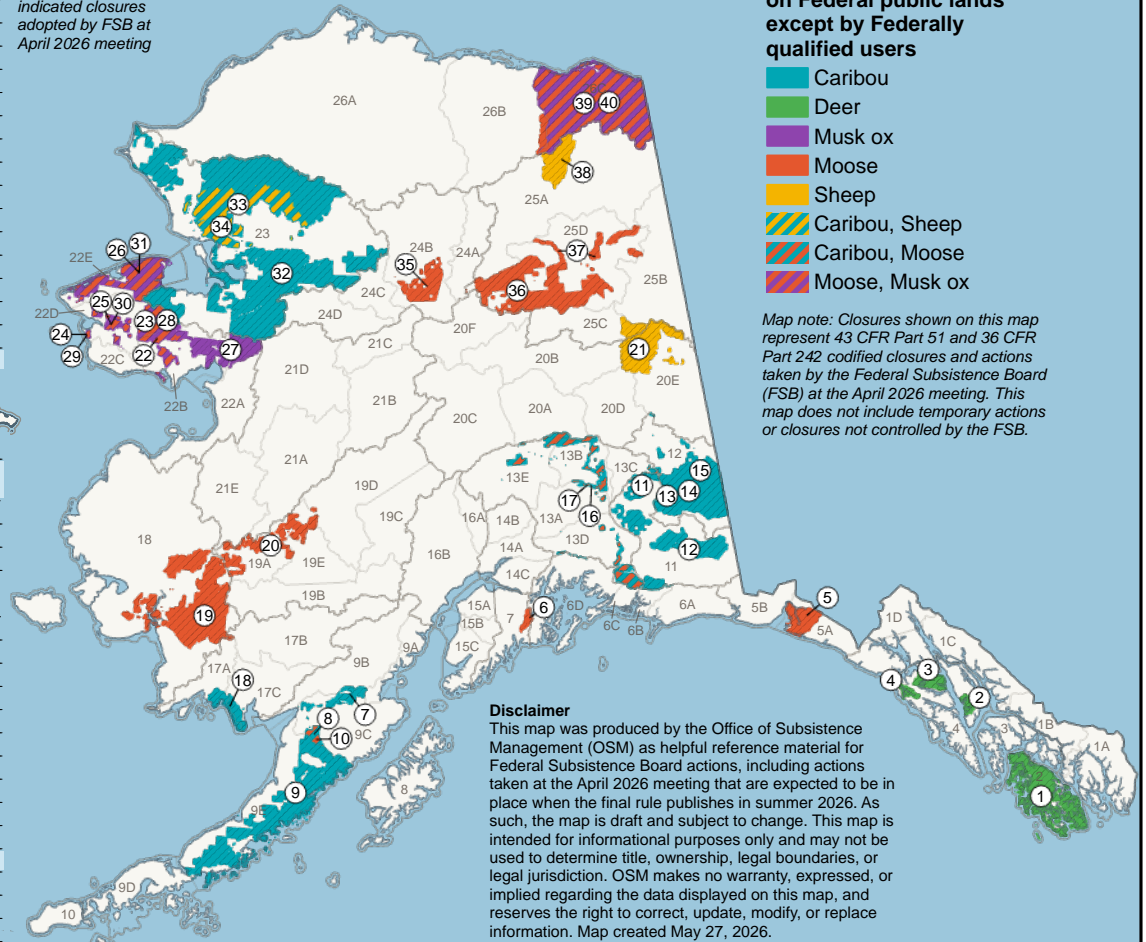 indicated closures
adopted by FSB at
April 2026 meeting
on Federal public lands
except by Federally
qualified users
Caribou
Deer
Musk ox
Moose
Sheep
Caribou, Sheep
Caribou, Moose
Moose, Musk ox
Map note: Closures shown on this map
represent 43 CFR Part 51 and 36 CFR
Part 242 codified closures and actions
taken by the Federal Subsistence Board
(FSB) at the April 2026 meeting. This
map does not include temporary actions
or closures not controlled by the FSB.
26A
26B
39 40
38
25A
33
34
23
25D
37
26 31
22E
24B
24A
35
32
36
25B
25 30
24C
22D
23 28
24D
25C
24
20F
29
22C
22
27
21C
20B
21
21D
20E
22B
22A
21B
20C
20A
20D
21A
13B
12
13C
15
13E
11
14
13
21E
19D
17
16
19C
16A
14B
13A
18
20
13D
12
19A
19E
16B
14A
11
14C
19B
15A
7
6
6D
6A
5B
5
19
15B
6C
6B
5A
1D
17B
15C
1C
9A
9B
17A
3
18
17C
4
2
8
7
1B
10
9C
4
3
1A
2
9
8
1
9E
9D
10
Disclaimer
This map was produced by the Office of Subsistence
Management (OSM) as helpful reference material for
Federal Subsistence Board actions, including actions
taken at the April 2026 meeting that are expected to be in
place when the final rule publishes in summer 2026. As
such, the map is draft and subject to change. This map is
intended for informational purposes only and may not be
used to determine title, ownership, legal boundaries, or
legal jurisdiction. OSM makes no warranty, expressed, or
implied regarding the data displayed on this map, and
reserves the right to correct, update, modify, or replace
information. Map created May 27, 2026.